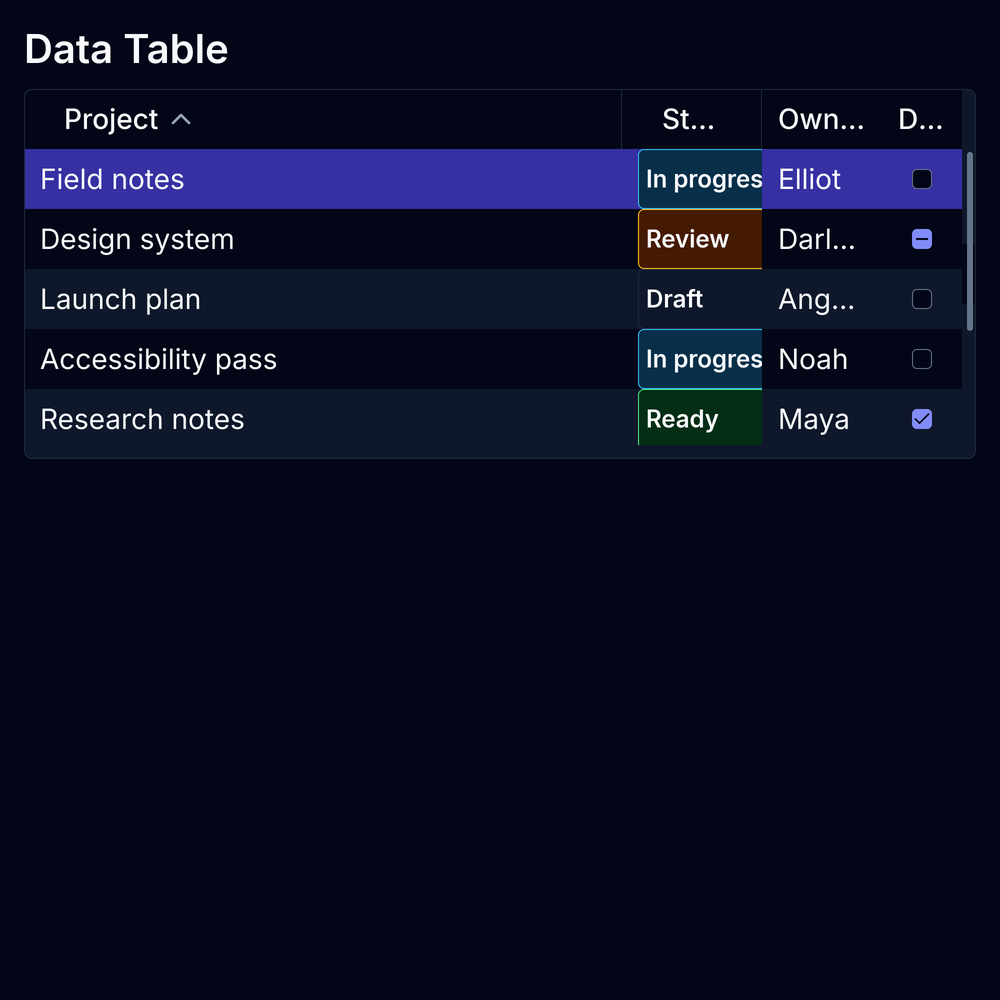 Data Table
Project St... Own... D...
Field notes In progres Elliot
Design system Review Darl...
Launch plan Draft Ang...
Accessibility pass In progres Noah
Research notes Ready Maya